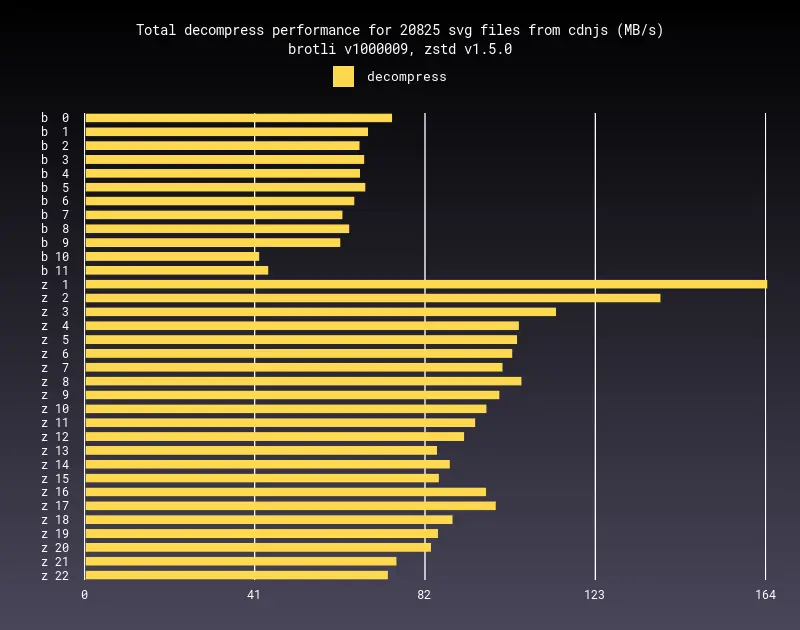 Total decompress performance for 20825 svg files from cdnjs (MB/s)
brotli v1000009, zstd v1.5.0
decompress
b 0
b 1
b 2
b 3
b 4
b 5
b 6
b 7
b 8
b 9
b 10
b 11
z 1
z 2
z 3
z 4
z 5
z 6
z 7
z 8
z 9
z 10
z 11
z 12
z 13
z 14
z 15
z 16
z 17
z 18
z 19
z 20
z 21
z 22
0 41 82 123 164